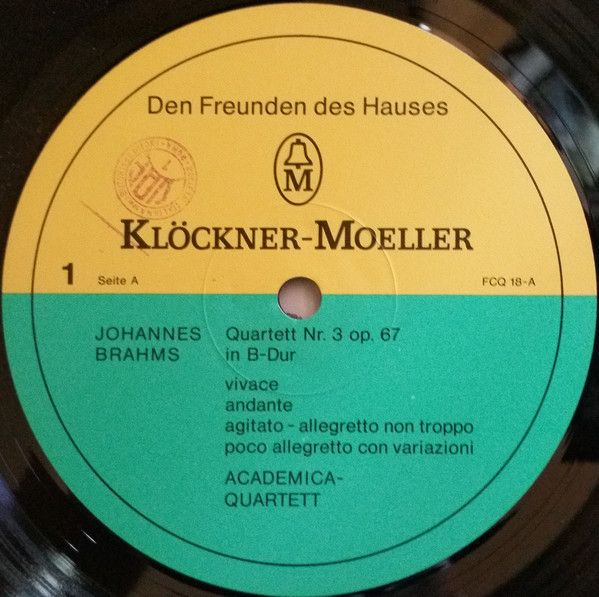 Den Freunden des Hauses
M
KLÖCKNER-MOELLER
1 Seite A FCQ 18-A
JOHANNES BRAHMS
Quartett Nr. 3 op. 67
in B-Dur
vivace
andante
agitato - allegretto non troppo
poco allegretto con variazioni
ACADEMICA-
QUARTETT